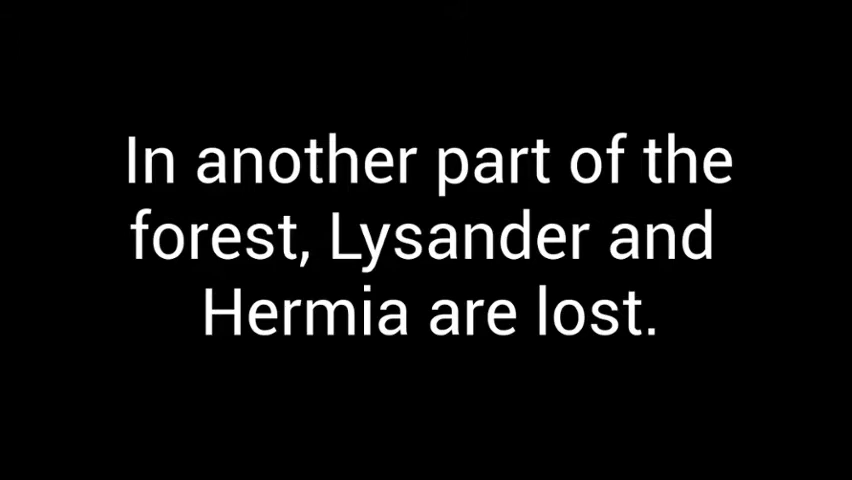 In another part of the
forest, Lysander and
Hermia are lost.